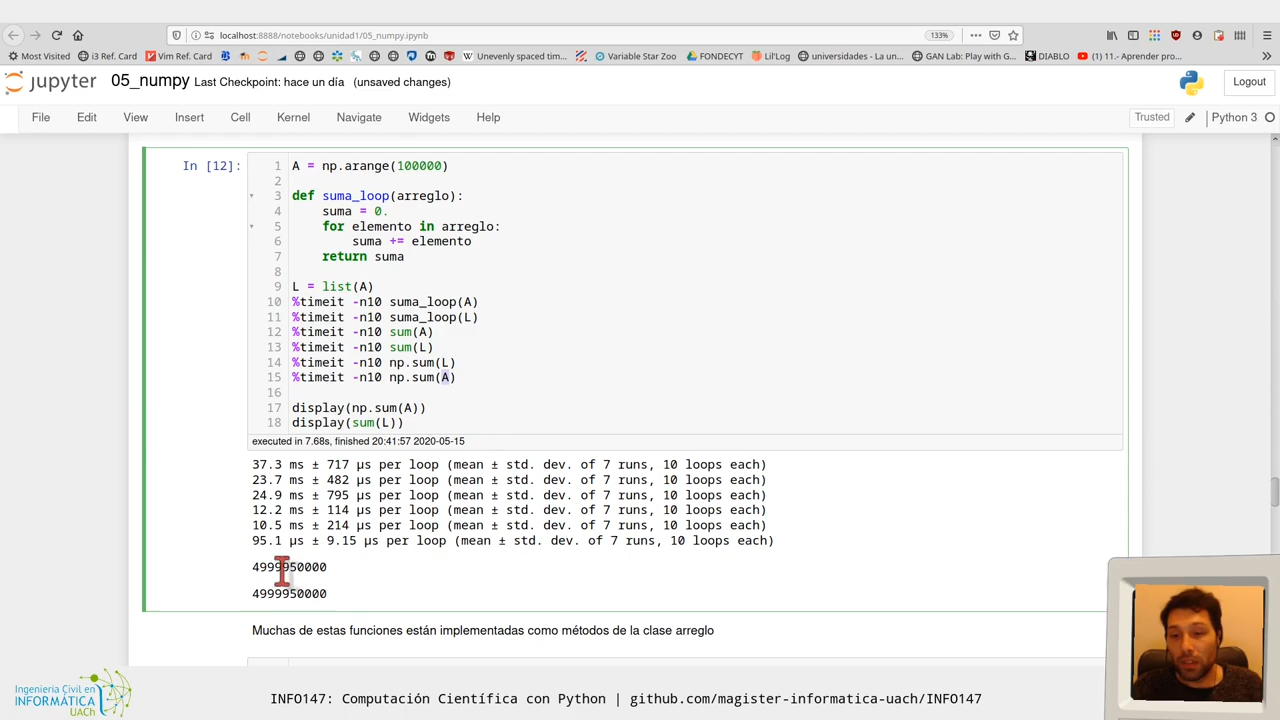 localhost:8888/notebooks/unidad1/05_numpy.ipynb
133%
Most Visited
i3 Ref. Card
Vim Ref. Card
Unevenly spaced tim...
Variable Star Zoo
FONDECYT
Lil'Log
universidades - La un...
GAN Lab: Play with G...
DIABLO
(1) 11.- Aprender pro...
jupyter
05_numpy
Last Checkpoint: hace un día
(unsaved changes)
Logout
File
Edit
View
Insert
Cell
Kernel
Navigate
Widgets
Help
Trusted
Python 3
In [12]:
1 A = np.arange(100000)
2
3 def suma_loop(arreglo):
4 suma = 0.
5 for elemento in arreglo:
6 suma += elemento
7 return suma
8
9 L = list(A)
10 %timeit -n10 suma_loop(A)
11 %timeit -n10 suma_loop(L)
12 %timeit -n10 sum(A)
13 %timeit -n10 sum(L)
14 %timeit -n10 np.sum(L)
15 %timeit -n10 np.sum(A)
16
17 display(np.sum(A))
18 display(sum(L))
executed in 7.68s, finished 20:41:57 2020-05-15
37.3 ms ± 717 µs per loop (mean ± std. dev. of 7 runs, 10 loops each)
23.7 ms ± 482 µs per loop (mean ± std. dev. of 7 runs, 10 loops each)
24.9 ms ± 795 µs per loop (mean ± std. dev. of 7 runs, 10 loops each)
12.2 ms ± 114 µs per loop (mean ± std. dev. of 7 runs, 10 loops each)
10.5 ms ± 214 µs per loop (mean ± std. dev. of 7 runs, 10 loops each)
95.1 µs ± 9.15 µs per loop (mean ± std. dev. of 7 runs, 10 loops each)
4999950000
4999950000
Muchas de estas funciones están implementadas como métodos de la clase arreglo
Ingeniería Civil en
INFORMÁTICA
UACh
INFO147: Computación Científica con Python | github.com/magister-informatica-uach/INFO147